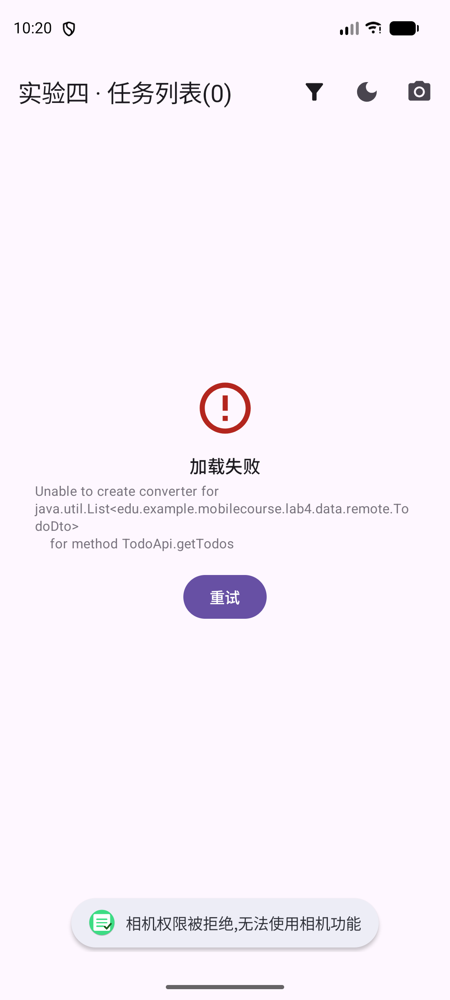 10:20
实验四 · 任务列表(0)
加载失败
Unable to create converter for
java.util.List<edu.example.mobilecourse.lab4.data.remote.To
doDto>
    for method TodoApi.getTodos
重试
相机权限被拒绝,无法使用相机功能